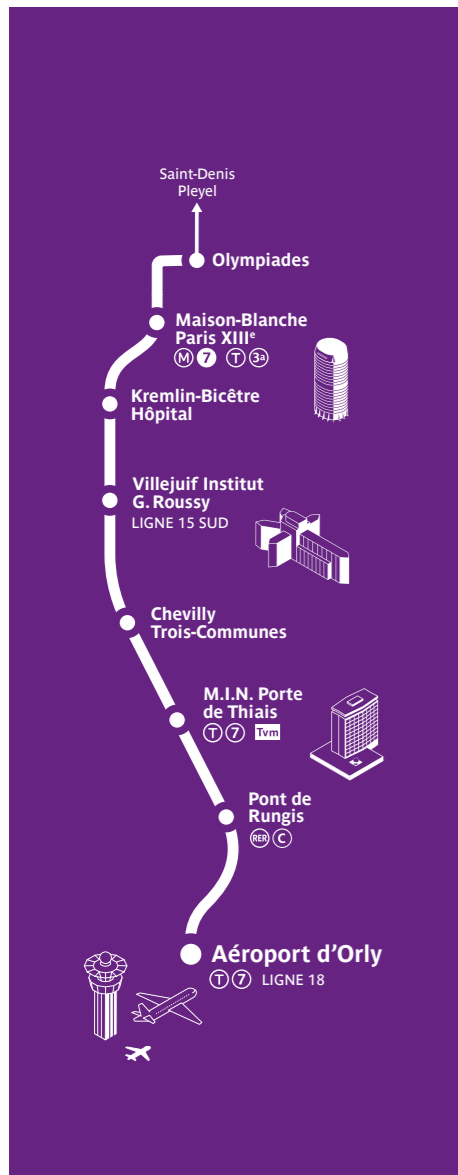 Saint-Denis
Pleyel
Olympiades
Maison-Blanche
Paris XIIIᵉ
M 7 T 3a
Kremlin-Bicêtre
Hôpital
Villejuif Institut
G. Roussy
LIGNE 15 SUD
Chevilly
Trois-Communes
M.I.N. Porte
de Thiais
T 7 Tvm
Pont de
Rungis
RER C
Aéroport d’Orly
T 7 LIGNE 18